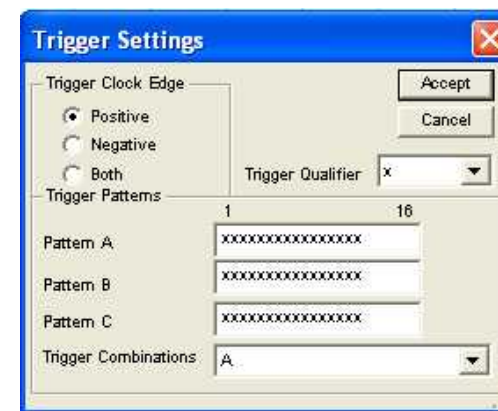 Trigger Settings
Trigger Clock Edge
Accept
Positive
Cancel
Negative
Both
Trigger Qualifier x
Trigger Patterns
1 16
Pattern A xxxxxxxxxxxxxxxx
Pattern B xxxxxxxxxxxxxxxx
Pattern C xxxxxxxxxxxxxxxx
Trigger Combinations A